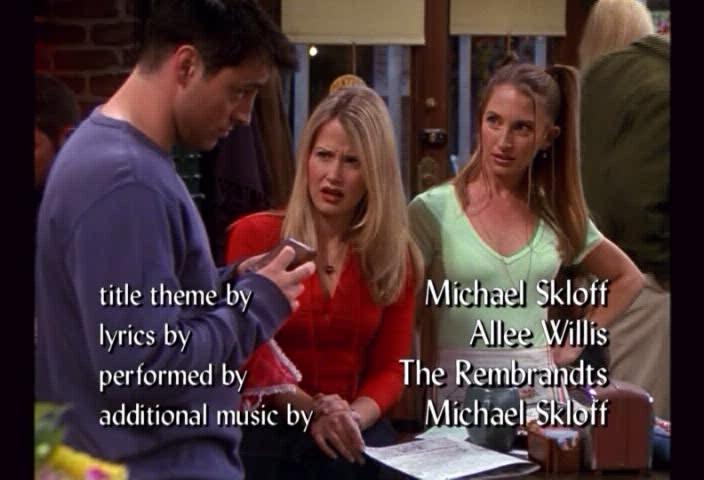 title theme by Michael Skloff
lyrics by Allee Willis
performed by The Rembrandts
additional music by Michael Skloff